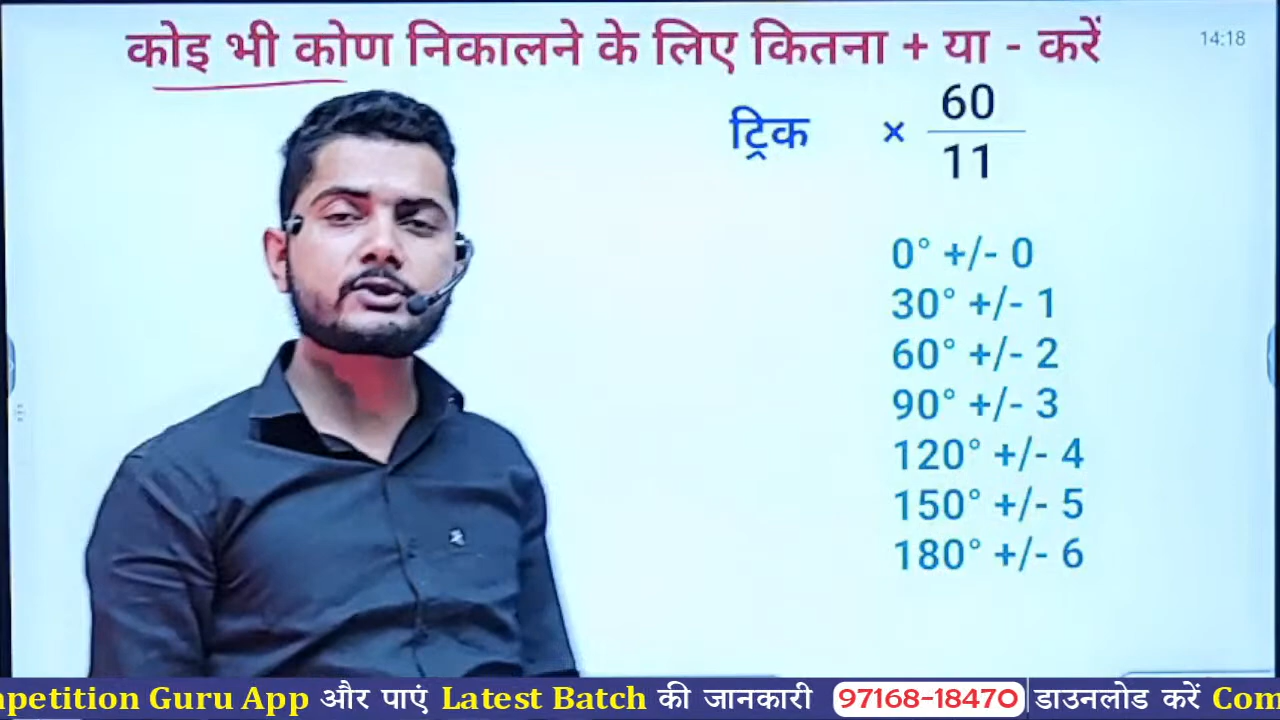 कोइ भी कोण निकालने के लिए कितना + या - करें
14:18
ट्रिक × 60
11
0° +/- 0
30° +/- 1
60° +/- 2
90° +/- 3
120° +/- 4
150° +/- 5
180° +/- 6
mpetition Guru App और पाएं Latest Batch की जानकारी 97168-18470 डाउनलोड करें Com